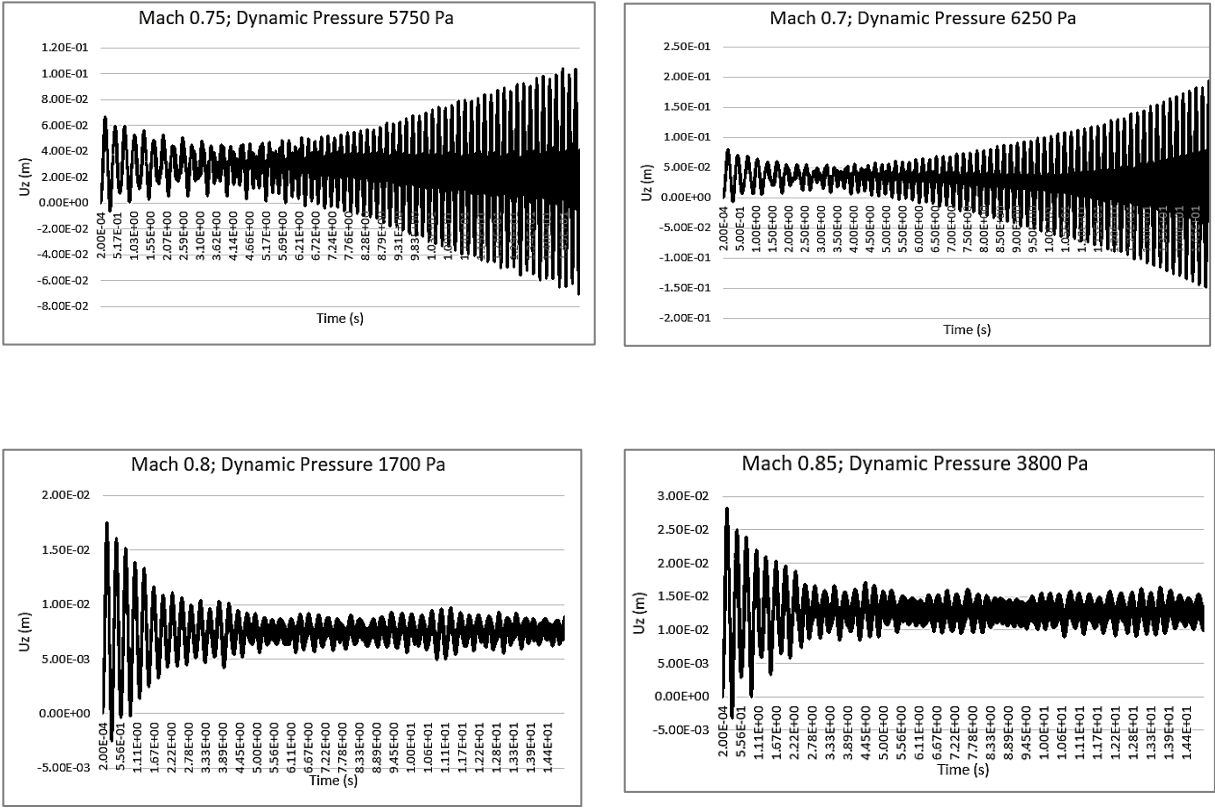 Mach 0.75; Dynamic Pressure 5750 Pa
1.20E-01
1.00E-01
8.00E-02
6.00E-02
4.00E-02
2.00E-02
0.00E+00
-2.00E-02
-4.00E-02
-6.00E-02
-8.00E-02
Uz (m)
2.00E-04
5.17E-01
1.03E+00
1.55E+00
2.07E+00
2.59E+00
3.10E+00
3.62E+00
4.14E+00
4.66E+00
5.17E+00
5.69E+00
6.21E+00
6.72E+00
7.24E+00
7.76E+00
8.28E+00
8.79E+00
9.31E+00
9.83E+00
Time (s)
Mach 0.7; Dynamic Pressure 6250 Pa
2.50E-01
2.00E-01
1.50E-01
1.00E-01
5.00E-02
0.00E+00
-5.00E-02
-1.00E-01
-1.50E-01
-2.00E-01
Uz (m)
2.00E-04
5.00E-01
1.00E+00
1.50E+00
2.00E+00
2.50E+00
3.00E+00
3.50E+00
4.00E+00
4.50E+00
5.00E+00
5.50E+00
6.00E+00
6.50E+00
7.00E+00
7.50E+00
8.00E+00
8.50E+00
9.00E+00
9.50E+00
Time (s)
Mach 0.8; Dynamic Pressure 1700 Pa
2.00E-02
1.50E-02
1.00E-02
5.00E-03
0.00E+00
-5.00E-03
Uz (m)
2.00E-04
5.56E-01
1.11E+00
1.67E+00
2.22E+00
2.78E+00
3.33E+00
3.89E+00
4.45E+00
5.00E+00
5.56E+00
6.11E+00
6.67E+00
7.22E+00
7.78E+00
8.34E+00
8.89E+00
9.45E+00
1.00E+01
1.06E+01
1.11E+01
1.17E+01
1.22E+01
1.28E+01
1.33E+01
1.39E+01
1.44E+01
Time (s)
Mach 0.85; Dynamic Pressure 3800 Pa
3.00E-02
2.50E-02
2.00E-02
1.50E-02
1.00E-02
5.00E-03
0.00E+00
-5.00E-03
Uz (m)
2.00E-04
5.56E-01
1.11E+00
1.67E+00
2.22E+00
2.78E+00
3.33E+00
3.89E+00
4.45E+00
5.00E+00
5.56E+00
6.11E+00
6.67E+00
7.22E+00
7.78E+00
8.34E+00
8.89E+00
9.45E+00
1.00E+01
1.06E+01
1.11E+01
1.17E+01
1.22E+01
1.28E+01
1.33E+01
1.39E+01
1.44E+01
Time (s)